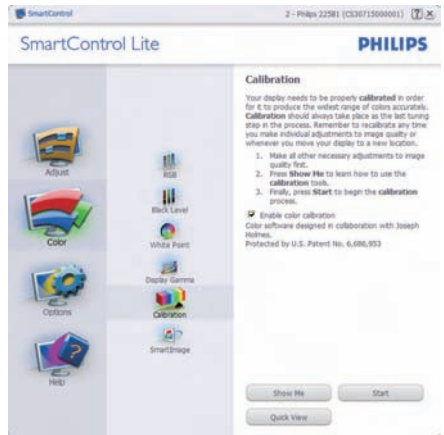 SmartControl
2 - Philips 225B1 (CS30715000001)
SmartControl Lite
PHILIPS
Adjust
Color
Options
Help
RGB
Black Level
White Point
Display Gamma
Calibration
SmartImage
Calibration
Your display needs to be properly calibrated in order
for it to produce the widest range of colors accurately.
Calibration should always take place as the last tuning
step in the process. Remember to recalibrate any time
you make individual adjustments to image quality or
whenever you move your display to a new location.
1. Make all other necessary adjustments to image
quality first.
2. Press Show Me to learn how to use the
calibration tools.
3. Finally, press Start to begin the calibration
process.
Enable color calibration
Color software designed in collaboration with Joseph
Holmes.
Protected by U.S. Patent No. 6,686,953
Show Me
Start
Quick View